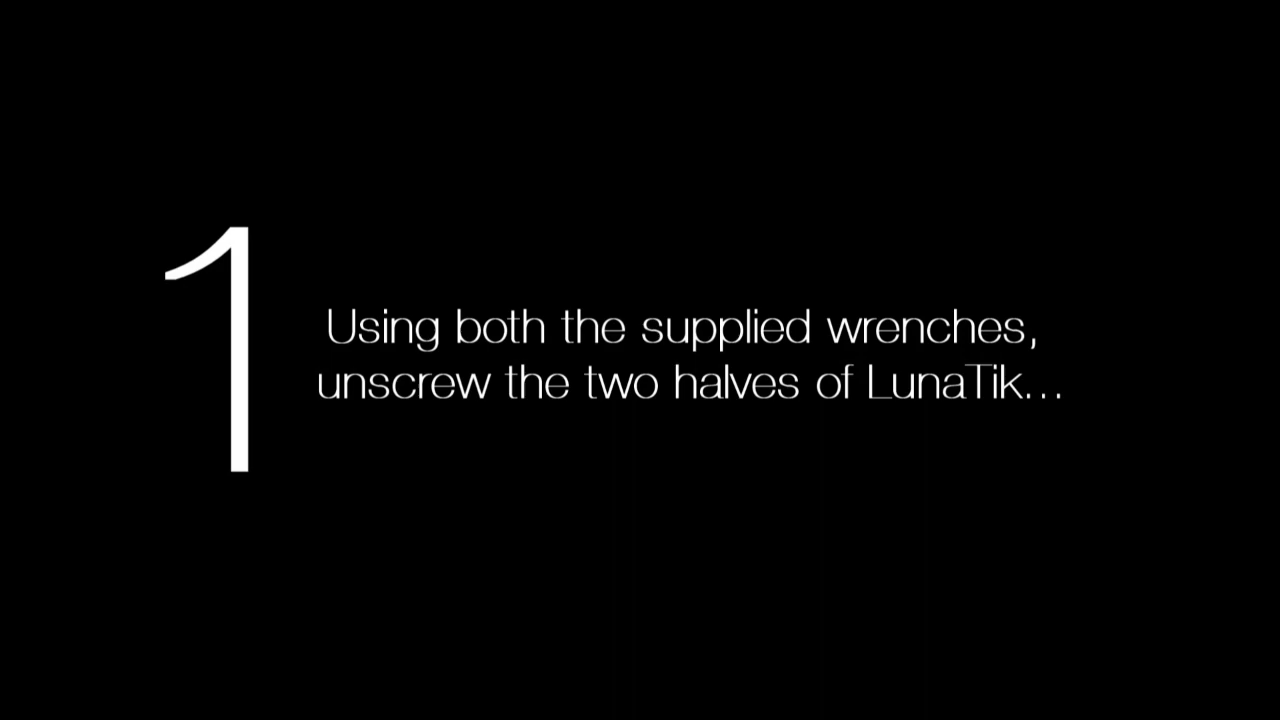 1
Using both the supplied wrenches,
unscrew the two halves of LunaTik...